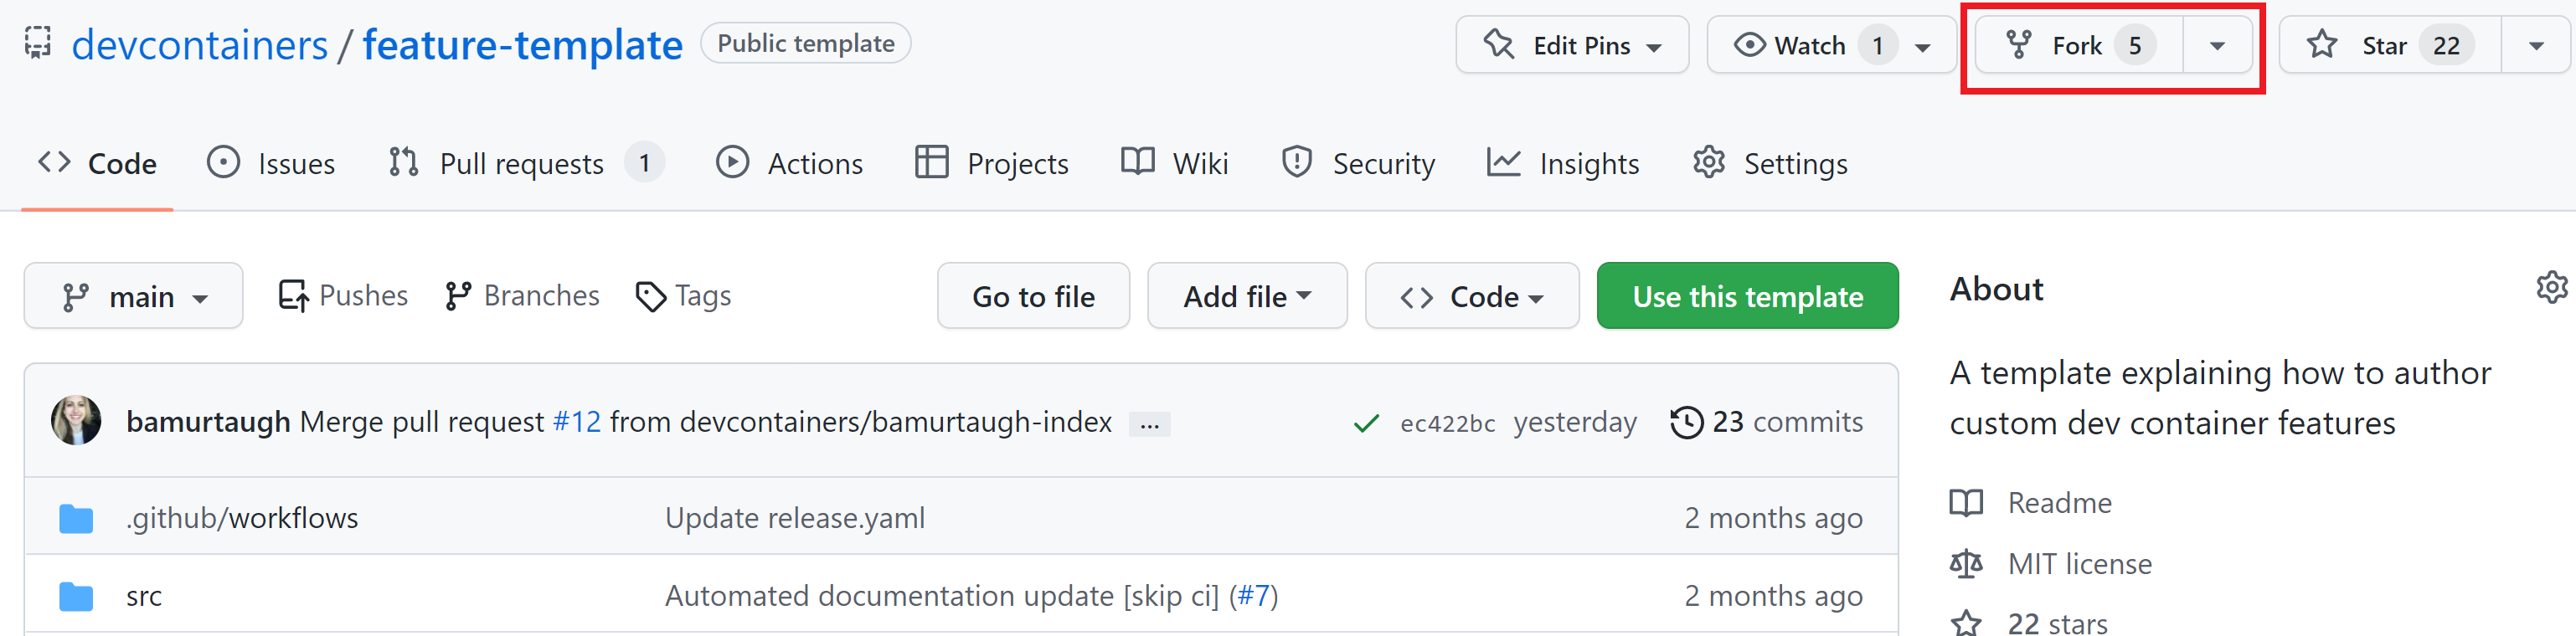 devcontainers / feature-template Public template Edit Pins Watch 1 Fork 5 Star 22
Code Issues Pull requests 1 Actions Projects Wiki Security Insights Settings
main Pushes Branches Tags Go to file Add file Code Use this template
About
A template explaining how to author
custom dev container features
bamurtaugh Merge pull request #12 from devcontainers/bamurtaugh-index ... ec422bc yesterday 23 commits
.github/workflows Update release.yaml 2 months ago
src Automated documentation update [skip ci] (#7) 2 months ago
Readme
MIT license
22 stars